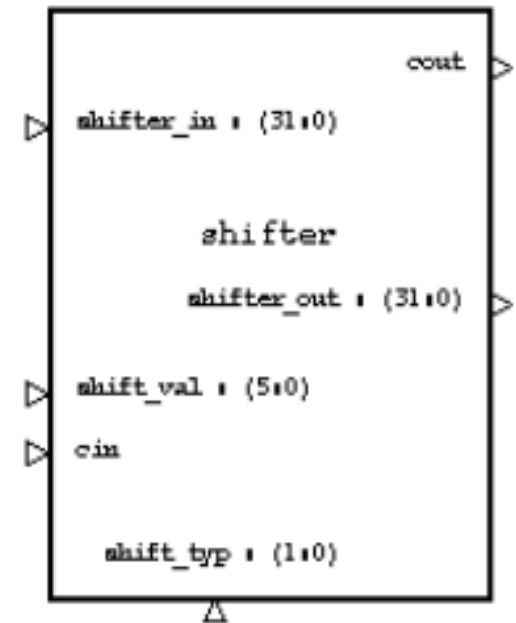 cout
shifter_in : (31:0)
shifter
shifter_out : (31:0)
shift_val : (5:0)
cin
shift_typ : (1:0)